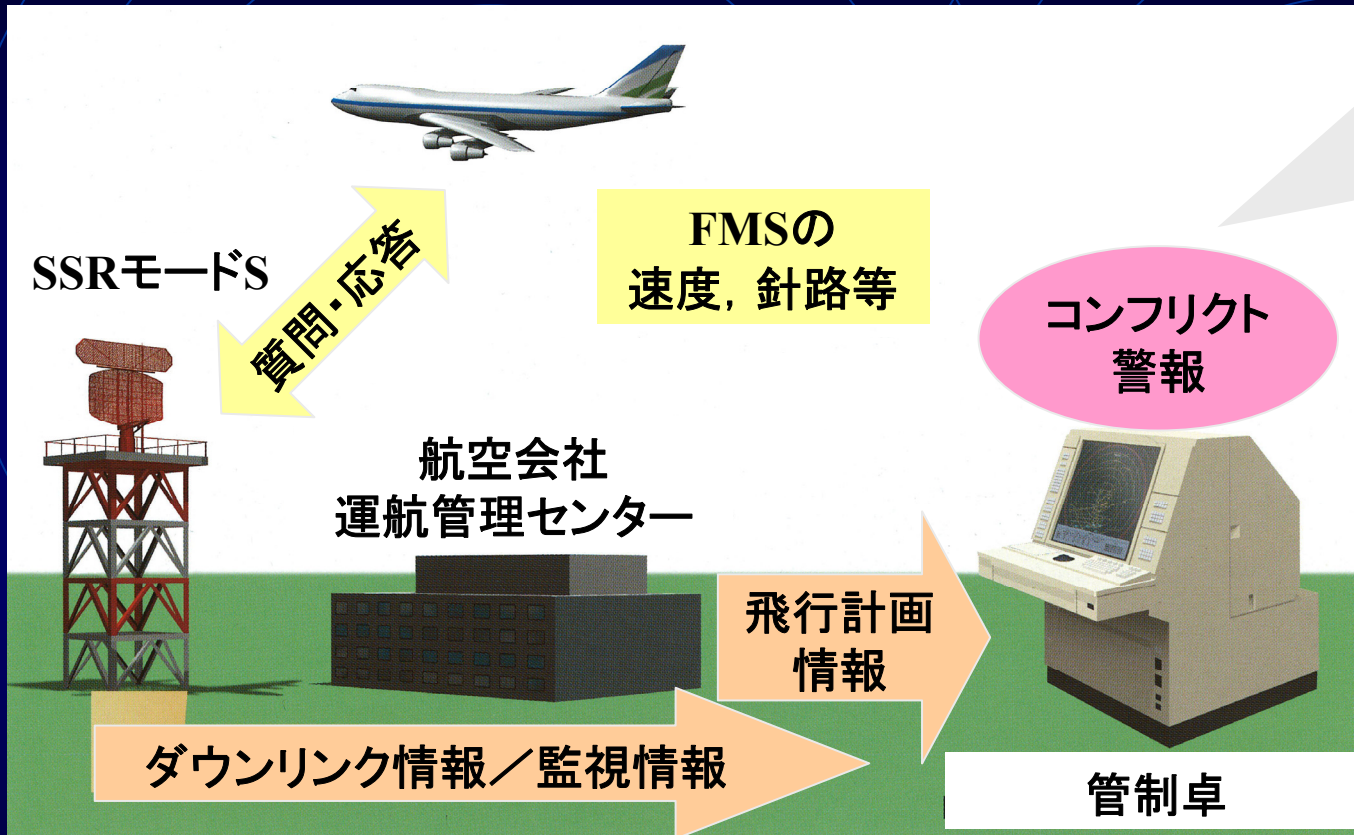 SSRモードS
質問・応答
FMSの
速度, 針路等
コンフリクト
警報
航空会社
運航管理センター
飛行計画
情報
ダウンリンク情報／監視情報
管制卓